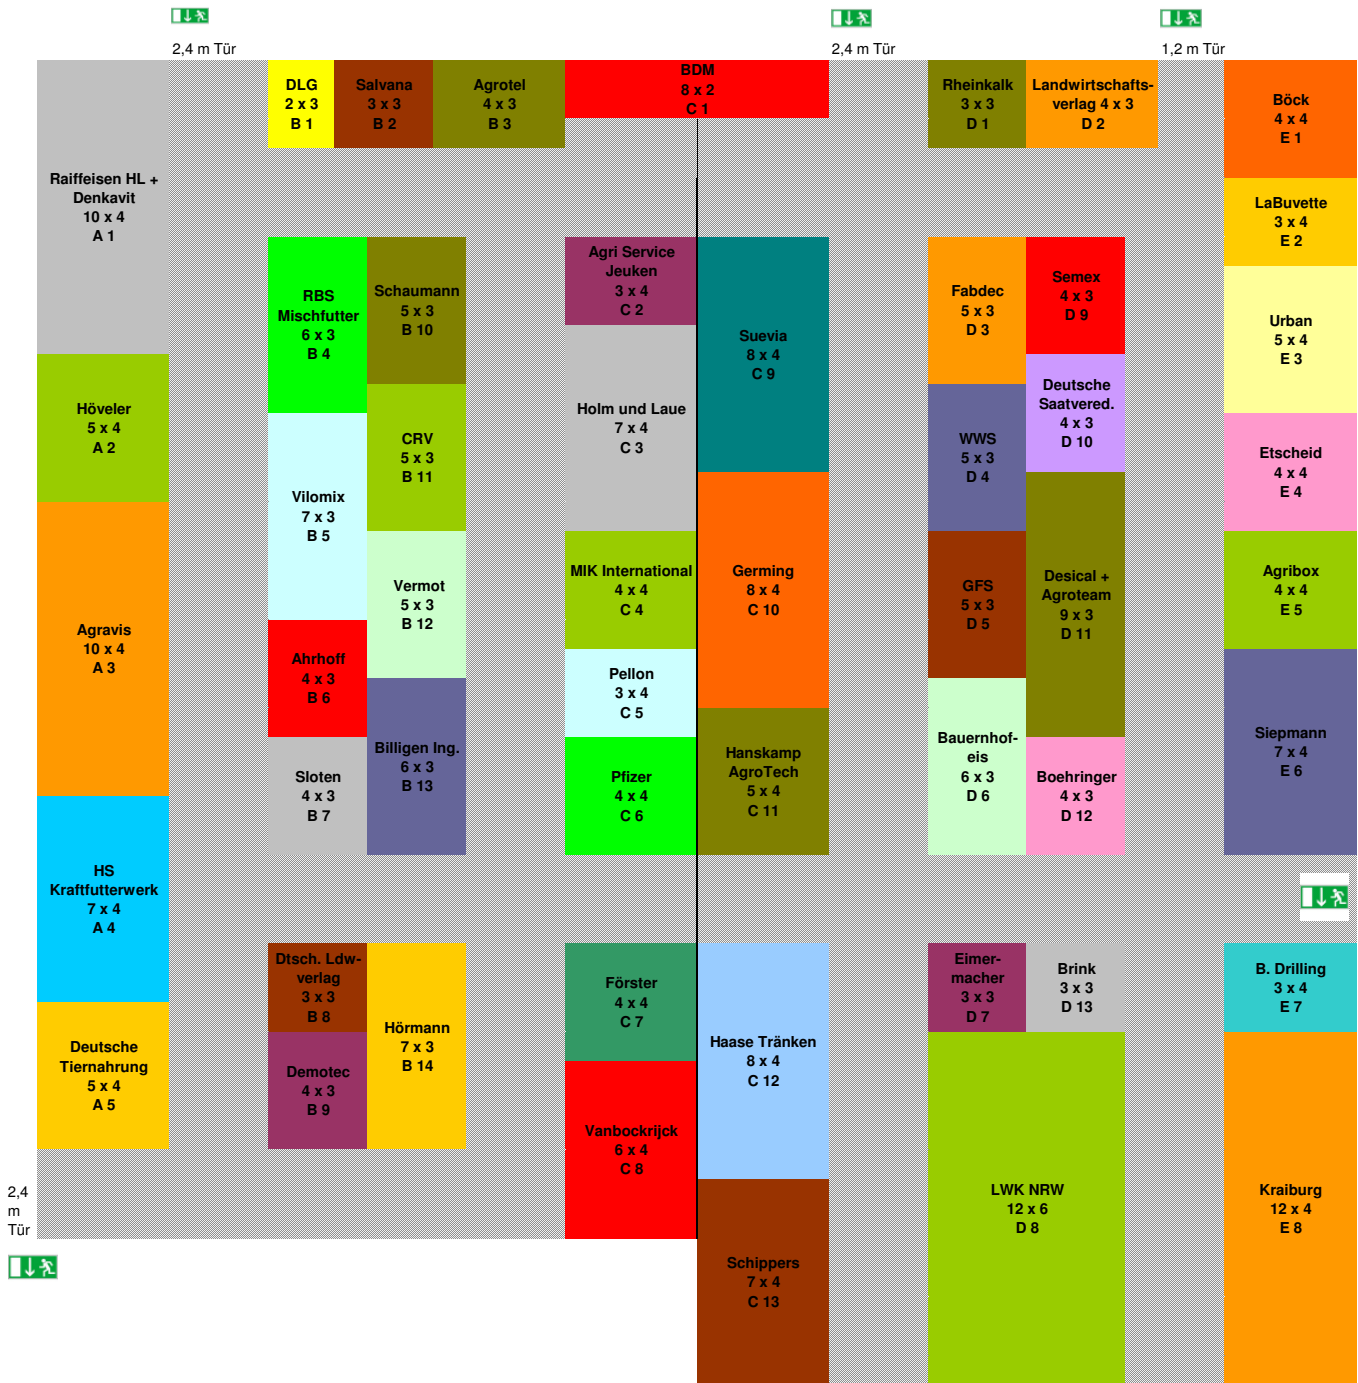 2,4 m Tür
2,4 m Tür
1,2 m Tür
Raiffeisen HL +
Denkavit
10 x 4
A 1
Höveler
5 x 4
A 2
Agravis
10 x 4
A 3
HS
Kraftfutterwerk
7 x 4
A 4
Deutsche
Tiernahrung
5 x 4
A 5
2,4
m
Tür
DLG
2 x 3
B 1
Salvana
3 x 3
B 2
Agrotel
4 x 3
B 3
RBS
Mischfutter
6 x 3
B 4
Vilomix
7 x 3
B 5
Ahrhoff
4 x 3
B 6
Sloten
4 x 3
B 7
Dtsch. Ldw-
verlag
3 x 3
B 8
Demotec
4 x 3
B 9
Schaumann
5 x 3
B 10
CRV
5 x 3
B 11
Vermot
5 x 3
B 12
Billigen Ing.
6 x 3
B 13
Hörmann
7 x 3
B 14
BDM
8 x 2
C 1
Agri Service
Jeuken
3 x 4
C 2
Holm und Laue
7 x 4
C 3
MIK International
4 x 4
C 4
Pellon
3 x 4
C 5
Pfizer
4 x 4
C 6
Förster
4 x 4
C 7
Vanbockrijck
6 x 4
C 8
Suevia
8 x 4
C 9
Germing
8 x 4
C 10
Hanskamp
AgroTech
5 x 4
C 11
Haase Tränken
8 x 4
C 12
Schippers
7 x 4
C 13
Rheinkalk
3 x 3
D 1
Landwirtschafts-
verlag 4 x 3
D 2
Fabdec
5 x 3
D 3
WWS
5 x 3
D 4
GFS
5 x 3
D 5
Bauernhof-
eis
6 x 3
D 6
Eimer-
macher
3 x 3
D 7
LWK NRW
12 x 6
D 8
Semex
4 x 3
D 9
Deutsche
Saatvered.
4 x 3
D 10
Desical +
Agroteam
9 x 3
D 11
Boehringer
4 x 3
D 12
Brink
3 x 3
D 13
Böck
4 x 4
E 1
LaBuvette
3 x 4
E 2
Urban
5 x 4
E 3
Etscheid
4 x 4
E 4
Agribox
4 x 4
E 5
Siepmann
7 x 4
E 6
B. Drilling
3 x 4
E 7
Kraiburg
12 x 4
E 8